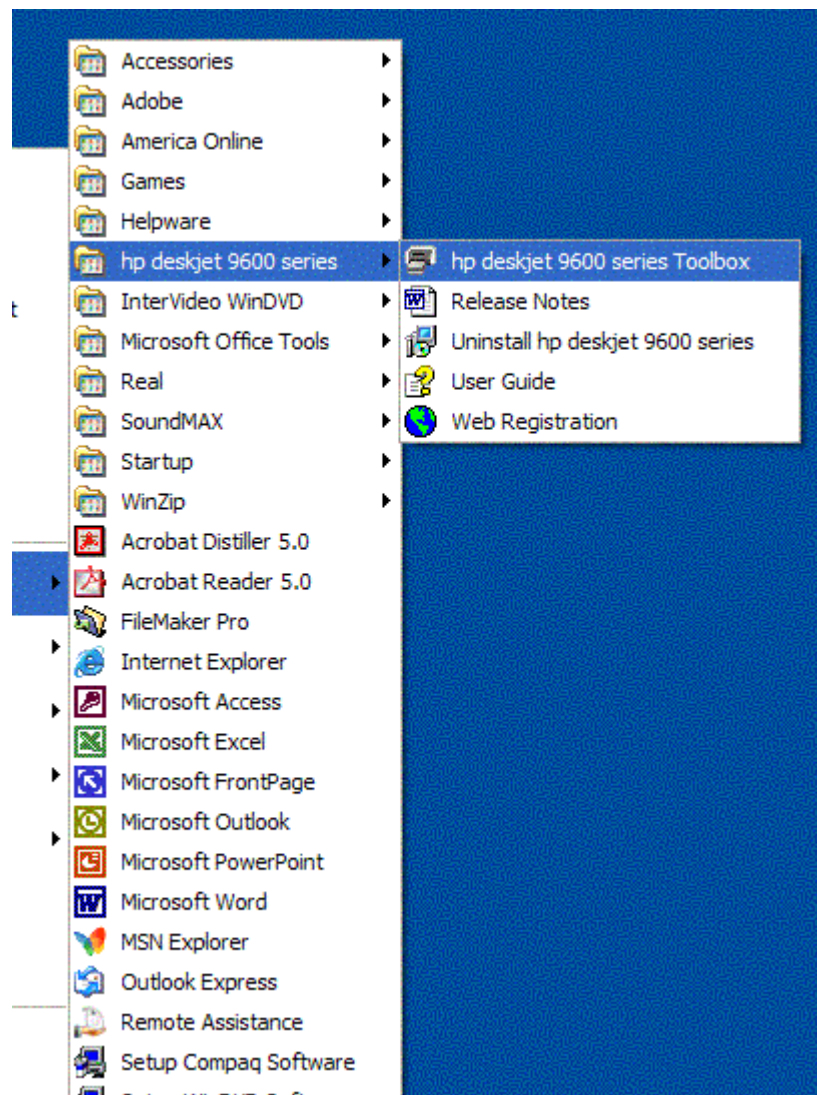 Accessories
Adobe
America Online
Games
Helpware
hp deskjet 9600 series
hp deskjet 9600 series Toolbox
InterVideo WinDVD
Release Notes
Microsoft Office Tools
Uninstall hp deskjet 9600 series
Real
User Guide
SoundMAX
Web Registration
Startup
WinZip
Acrobat Distiller 5.0
Acrobat Reader 5.0
FileMaker Pro
Internet Explorer
Microsoft Access
Microsoft Excel
Microsoft FrontPage
Microsoft Outlook
Microsoft PowerPoint
Microsoft Word
MSN Explorer
Outlook Express
Remote Assistance
Setup Compaq Software